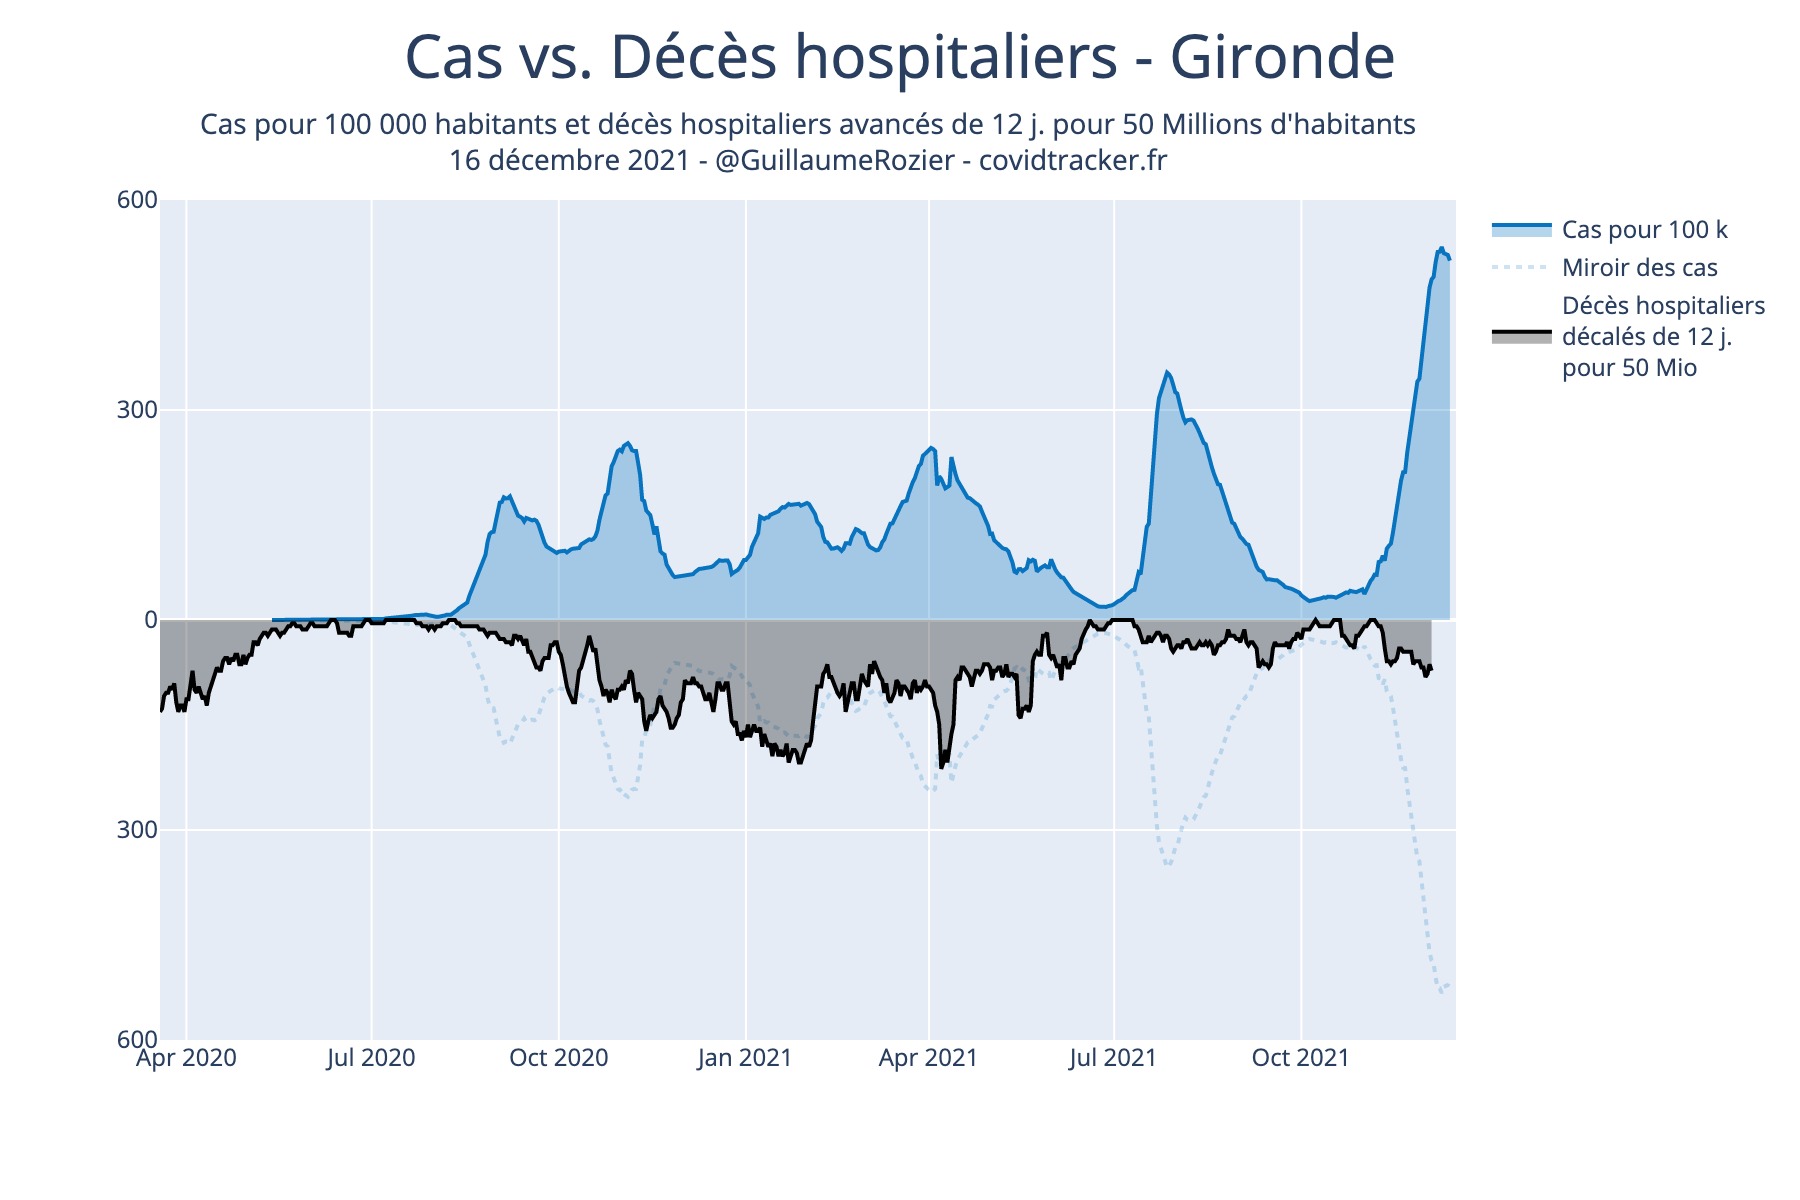 Cas vs. Décès hospitaliers - Gironde
Cas pour 100 000 habitants et décès hospitaliers avancés de 12 j. pour 50 Millions d'habitants
16 décembre 2021 - @GuillaumeRozier - covidtracker.fr
600
300
0
300
600
Apr 2020
Jul 2020
Oct 2020
Jan 2021
Apr 2021
Jul 2021
Oct 2021
Cas pour 100 k
Miroir des cas
Décès hospitaliers
décalés de 12 j.
pour 50 Mio